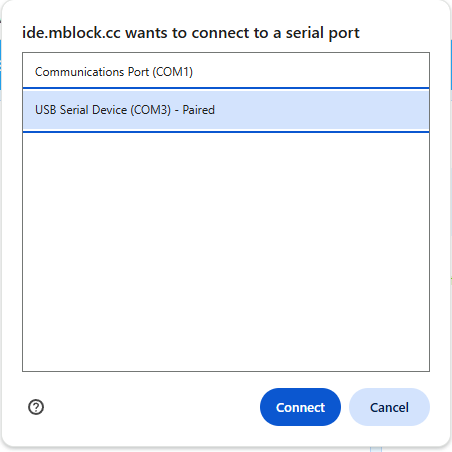 ide.mblock.cc wants to connect to a serial port
Communications Port (COM1)
USB Serial Device (COM3) - Paired
?
Connect
Cancel